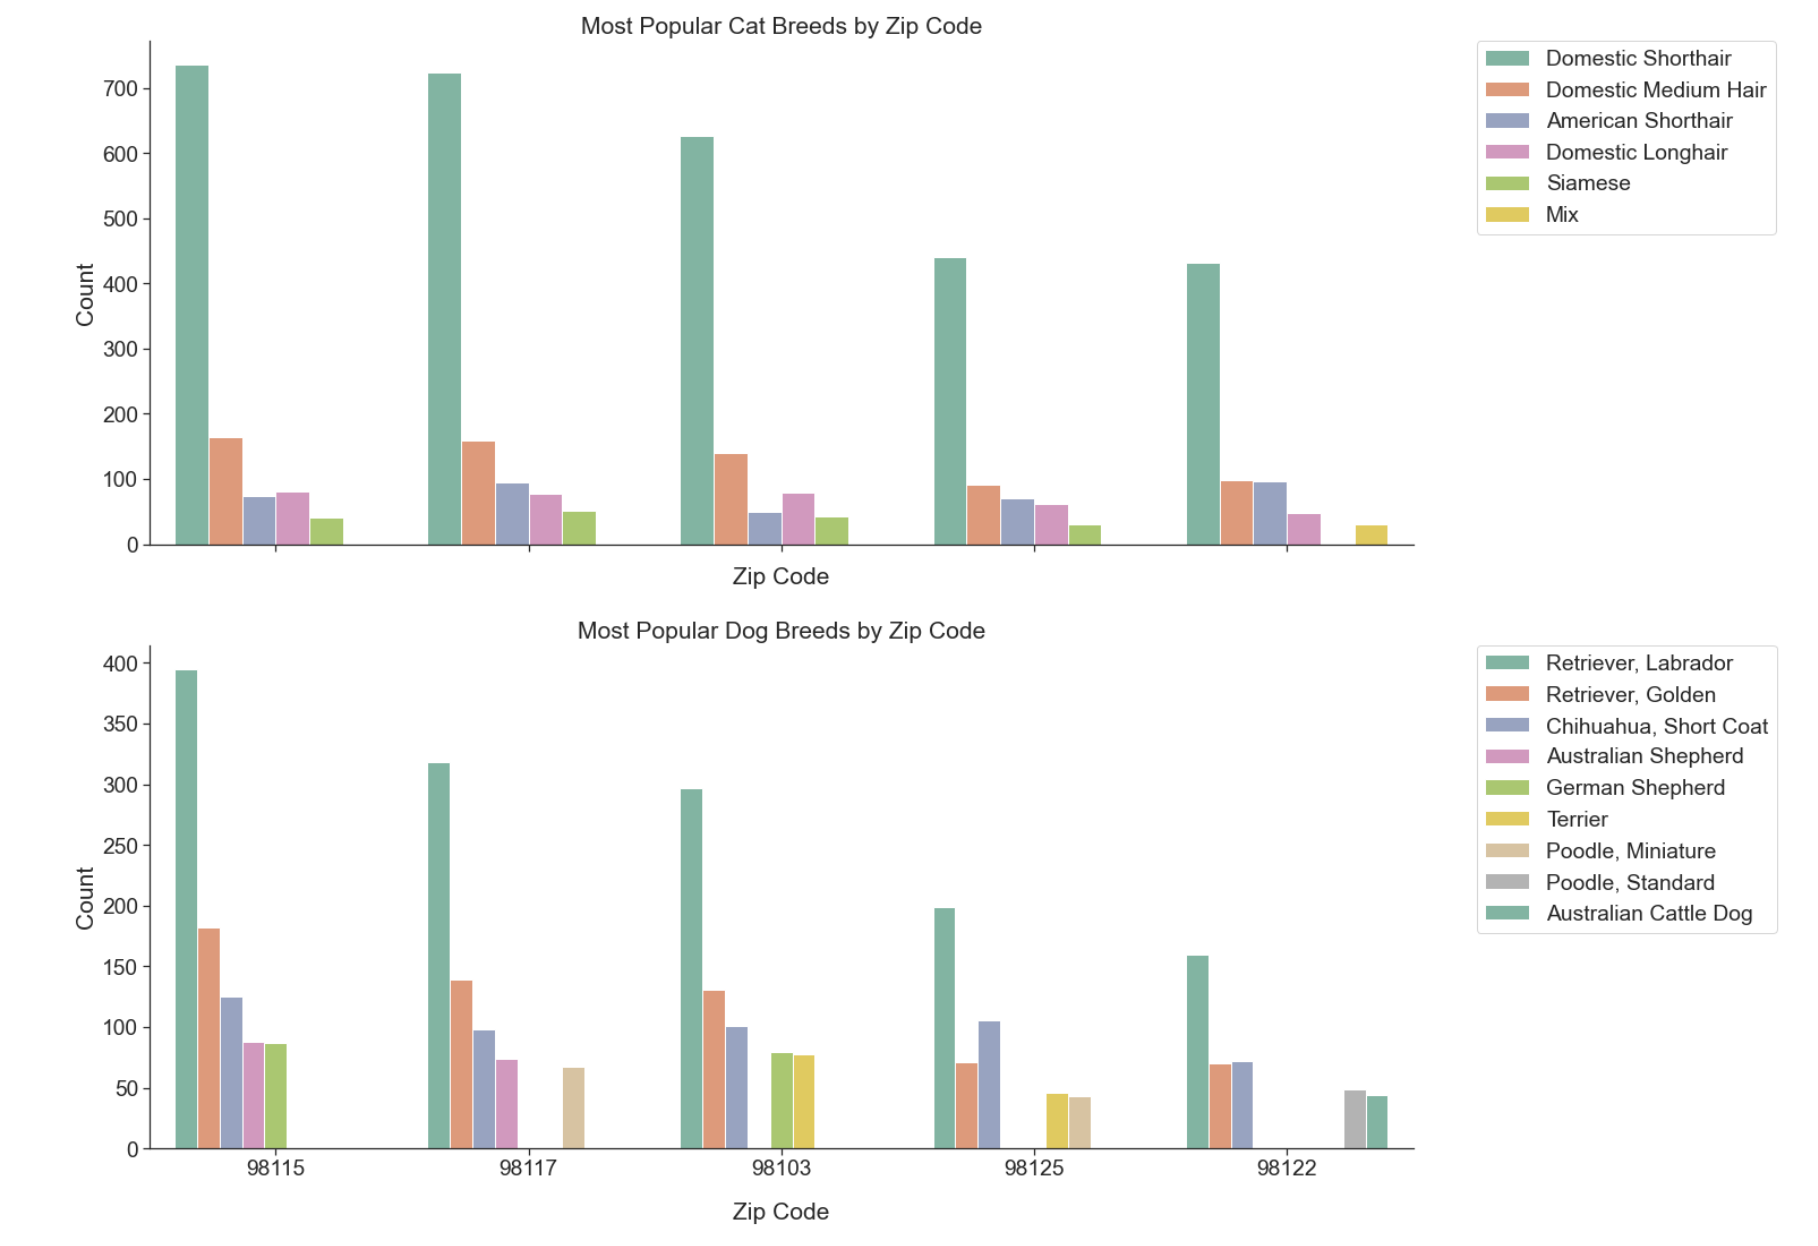 Most Popular Cat Breeds by Zip Code
700
600
500
400
300
200
100
0
Count
Zip Code
Domestic Shorthair
Domestic Medium Hair
American Shorthair
Domestic Longhair
Siamese
Mix
Most Popular Dog Breeds by Zip Code
400
350
300
250
200
150
100
50
0
Count
98115 98117 98103 98125 98122
Zip Code
Retriever, Labrador
Retriever, Golden
Chihuahua, Short Coat
Australian Shepherd
German Shepherd
Terrier
Poodle, Miniature
Poodle, Standard
Australian Cattle Dog